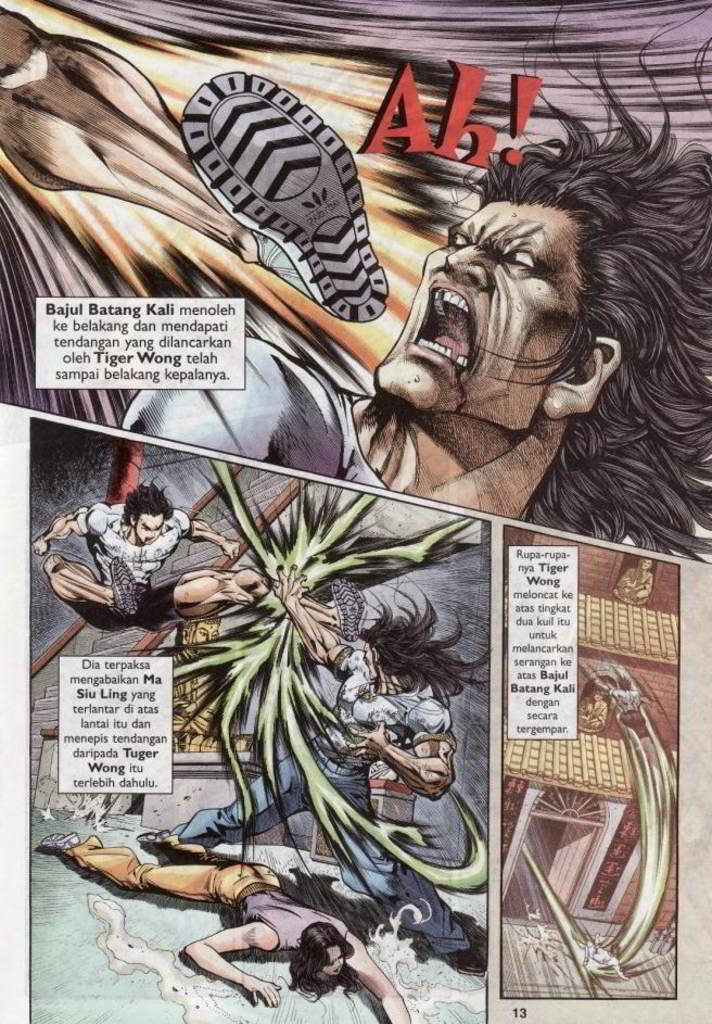 Ah!
Bajul Batang Kali menoleh
ke belakang dan mendapati
tendangan yang dilancarkan
oleh Tiger Wong telah
sampai belakang kepalanya.
Dia terpaksa
mengabaikan Ma
Siu Ling yang
terlantar di atas
lantai itu dan
menepis tendangan
daripada Tuger
Wong itu
terlebih dahulu.
Rupa-rupa-
nya Tiger
Wong
meloncat ke
atas tingkat
dua kuil itu
untuk
melancarkan
serangan ke
atas Bajul
Batang Kali
dengan
secara
tergempar.
13